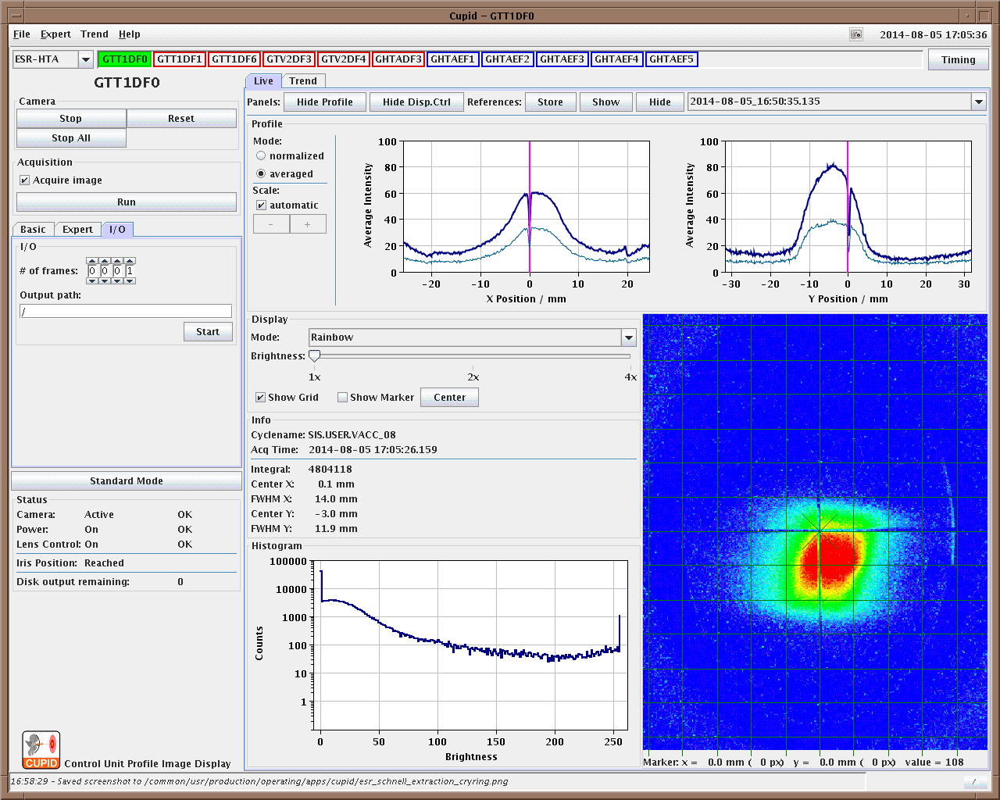 Cupid – GTT1DF0
File Expert Trend Help 2014-08-05 17:05:36
ESR-HTA GTT1DF0 GTT1DF1 GTT1DF6 GTV2DF3 GTV2DF4 GHTADF3 GHTAEF1 GHTAEF2 GHTAEF3 GHTAEF4 GHTAEF5 Timing
GTT1DF0
Camera
Stop Reset
Stop All
Acquisition
Acquire image
Run
Basic Expert I/O
I/O
# of frames: 0 0 0 1
Output path:
/
Start
Standard Mode
Status
Camera: Active OK
Power: On OK
Lens Control: On OK
Iris Position: Reached
Disk output remaining: 0
CUPID
Control Unit Profile Image Display
Live Trend
Panels: Hide Profile Hide Disp.Ctrl References: Store Show Hide 2014-08-05_16:50:35.135
Profile
Mode:
normalized
averaged
Scale:
automatic
- +
Average Intensity
100
80
60
40
20
0
-20 -10 0 10 20
X Position / mm
Average Intensity
100
80
60
40
20
0
-30 -20 -10 0 10 20 30
Y Position / mm
Display
Mode: Rainbow
Brightness:
1x 2x 4x
Show Grid Show Marker Center
Info
Cyclename: SIS.USER.VACC_08
Acq Time: 2014-08-05 17:05:26.159
Integral: 4804118
Center X: 0.1 mm
FWHM X: 14.0 mm
Center Y: -3.0 mm
FWHM Y: 11.9 mm
Histogram
Counts
100000
10000
1000
100
10
1
0 50 100 150 200 250
Brightness
Marker: x = 0.0 mm ( 0 px) y = 0.0 mm ( 0 px) value = 108
16:58:29 - Saved screenshot to /common/usr/production/operating/apps/cupid/esr_schnell_extraction_cryring.png /